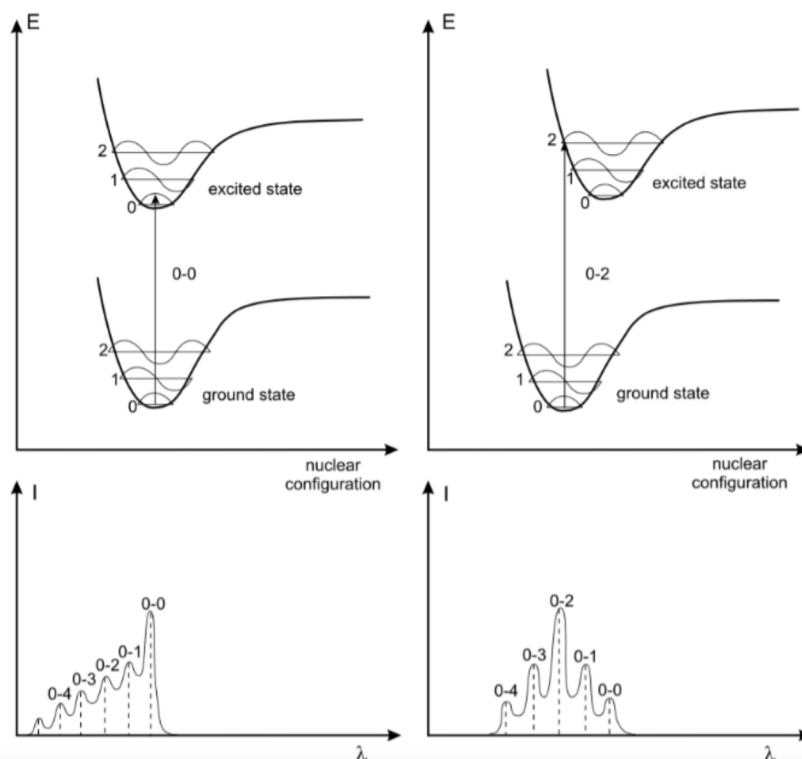 E
2
1
0
excited state
0-0
2
1
0
ground state
nuclear
configuration
E
2
1
0
excited state
0-2
2
1
0
ground state
nuclear
configuration
I
0-0
0-1
0-2
0-3
0-4
λ
I
0-2
0-3
0-1
0-4
0-0
λ